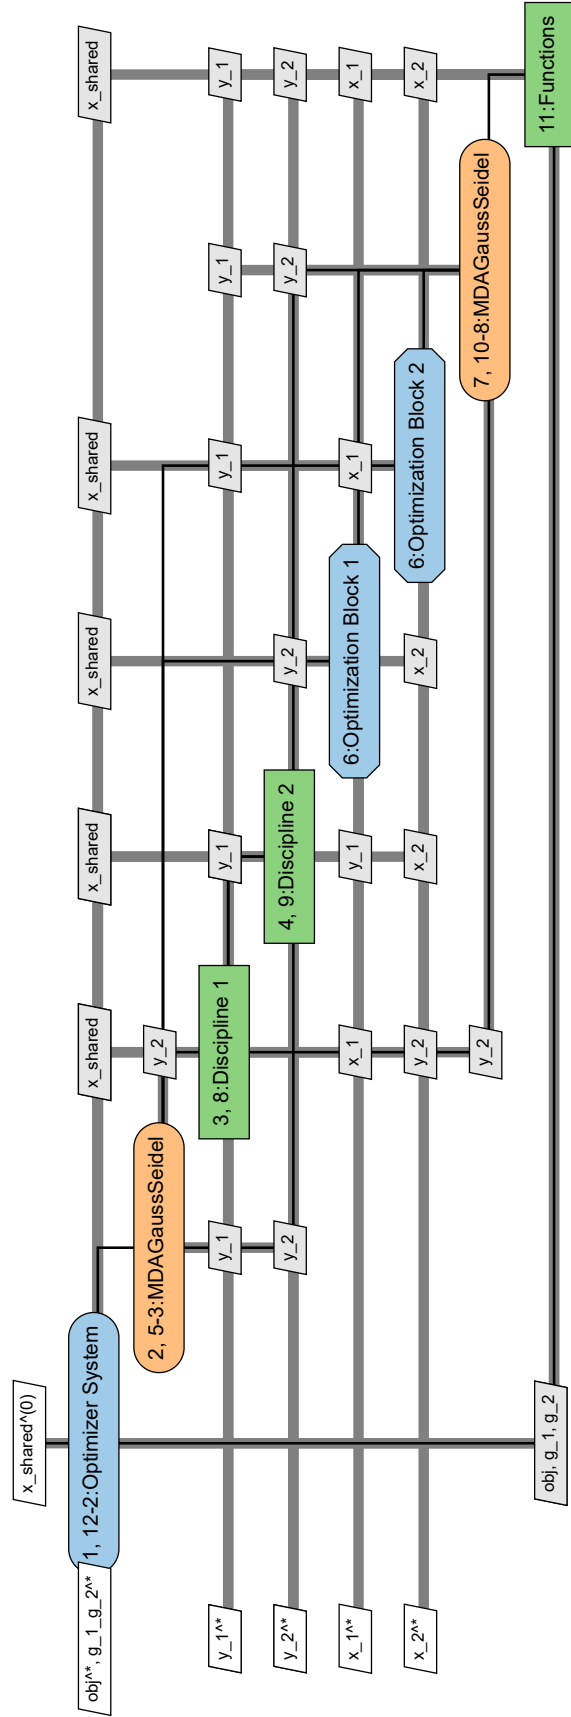 x_shared^(0)
obj^**, g_1_g_2^**
1, 12-2:Optimizer System
x_shared
x_shared
x_shared
x_shared
x_shared
2, 5-3:MDAGaussSeidel
y_2
y_1^**
y_1
3, 8:Discipline 1
y_1
y_1
y_1
y_1
y_2^**
y_2
4, 9:Discipline 2
y_2
y_2
y_2
x_1^**
x_1
y_1
6:Optimization Block 1
x_1
x_1
x_2^**
y_2
x_2
x_2
6:Optimization Block 2
x_2
y_2
7, 10-8:MDAGaussSeidel
obj, g_1, g_2
11:Functions